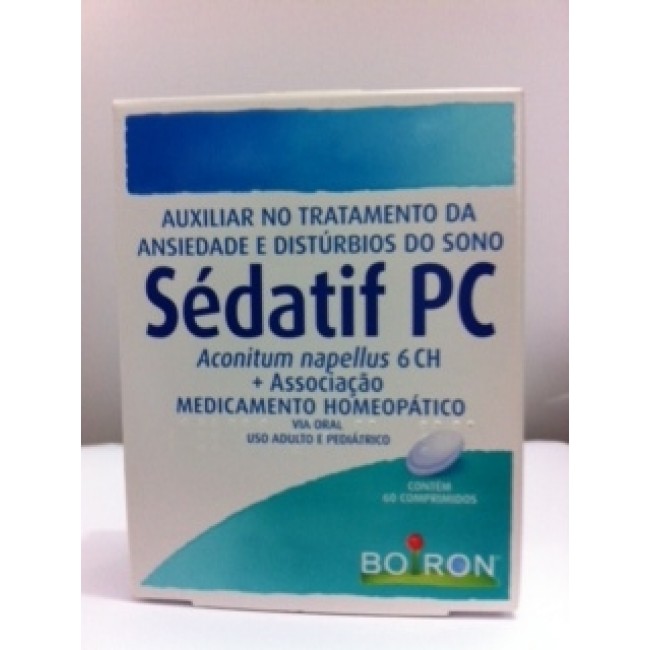 AUXILIAR NO TRATAMENTO DA
ANSIEDADE E DISTÚRBIOS DO SONO
Sédatif PC
Aconitum napellus 6 CH
+ Associação
MEDICAMENTO HOMEOPÁTICO
VIA ORAL
USO ADULTO E PEDIÁTRICO
CONTÉM
60 COMPRIMIDOS
BOIRON